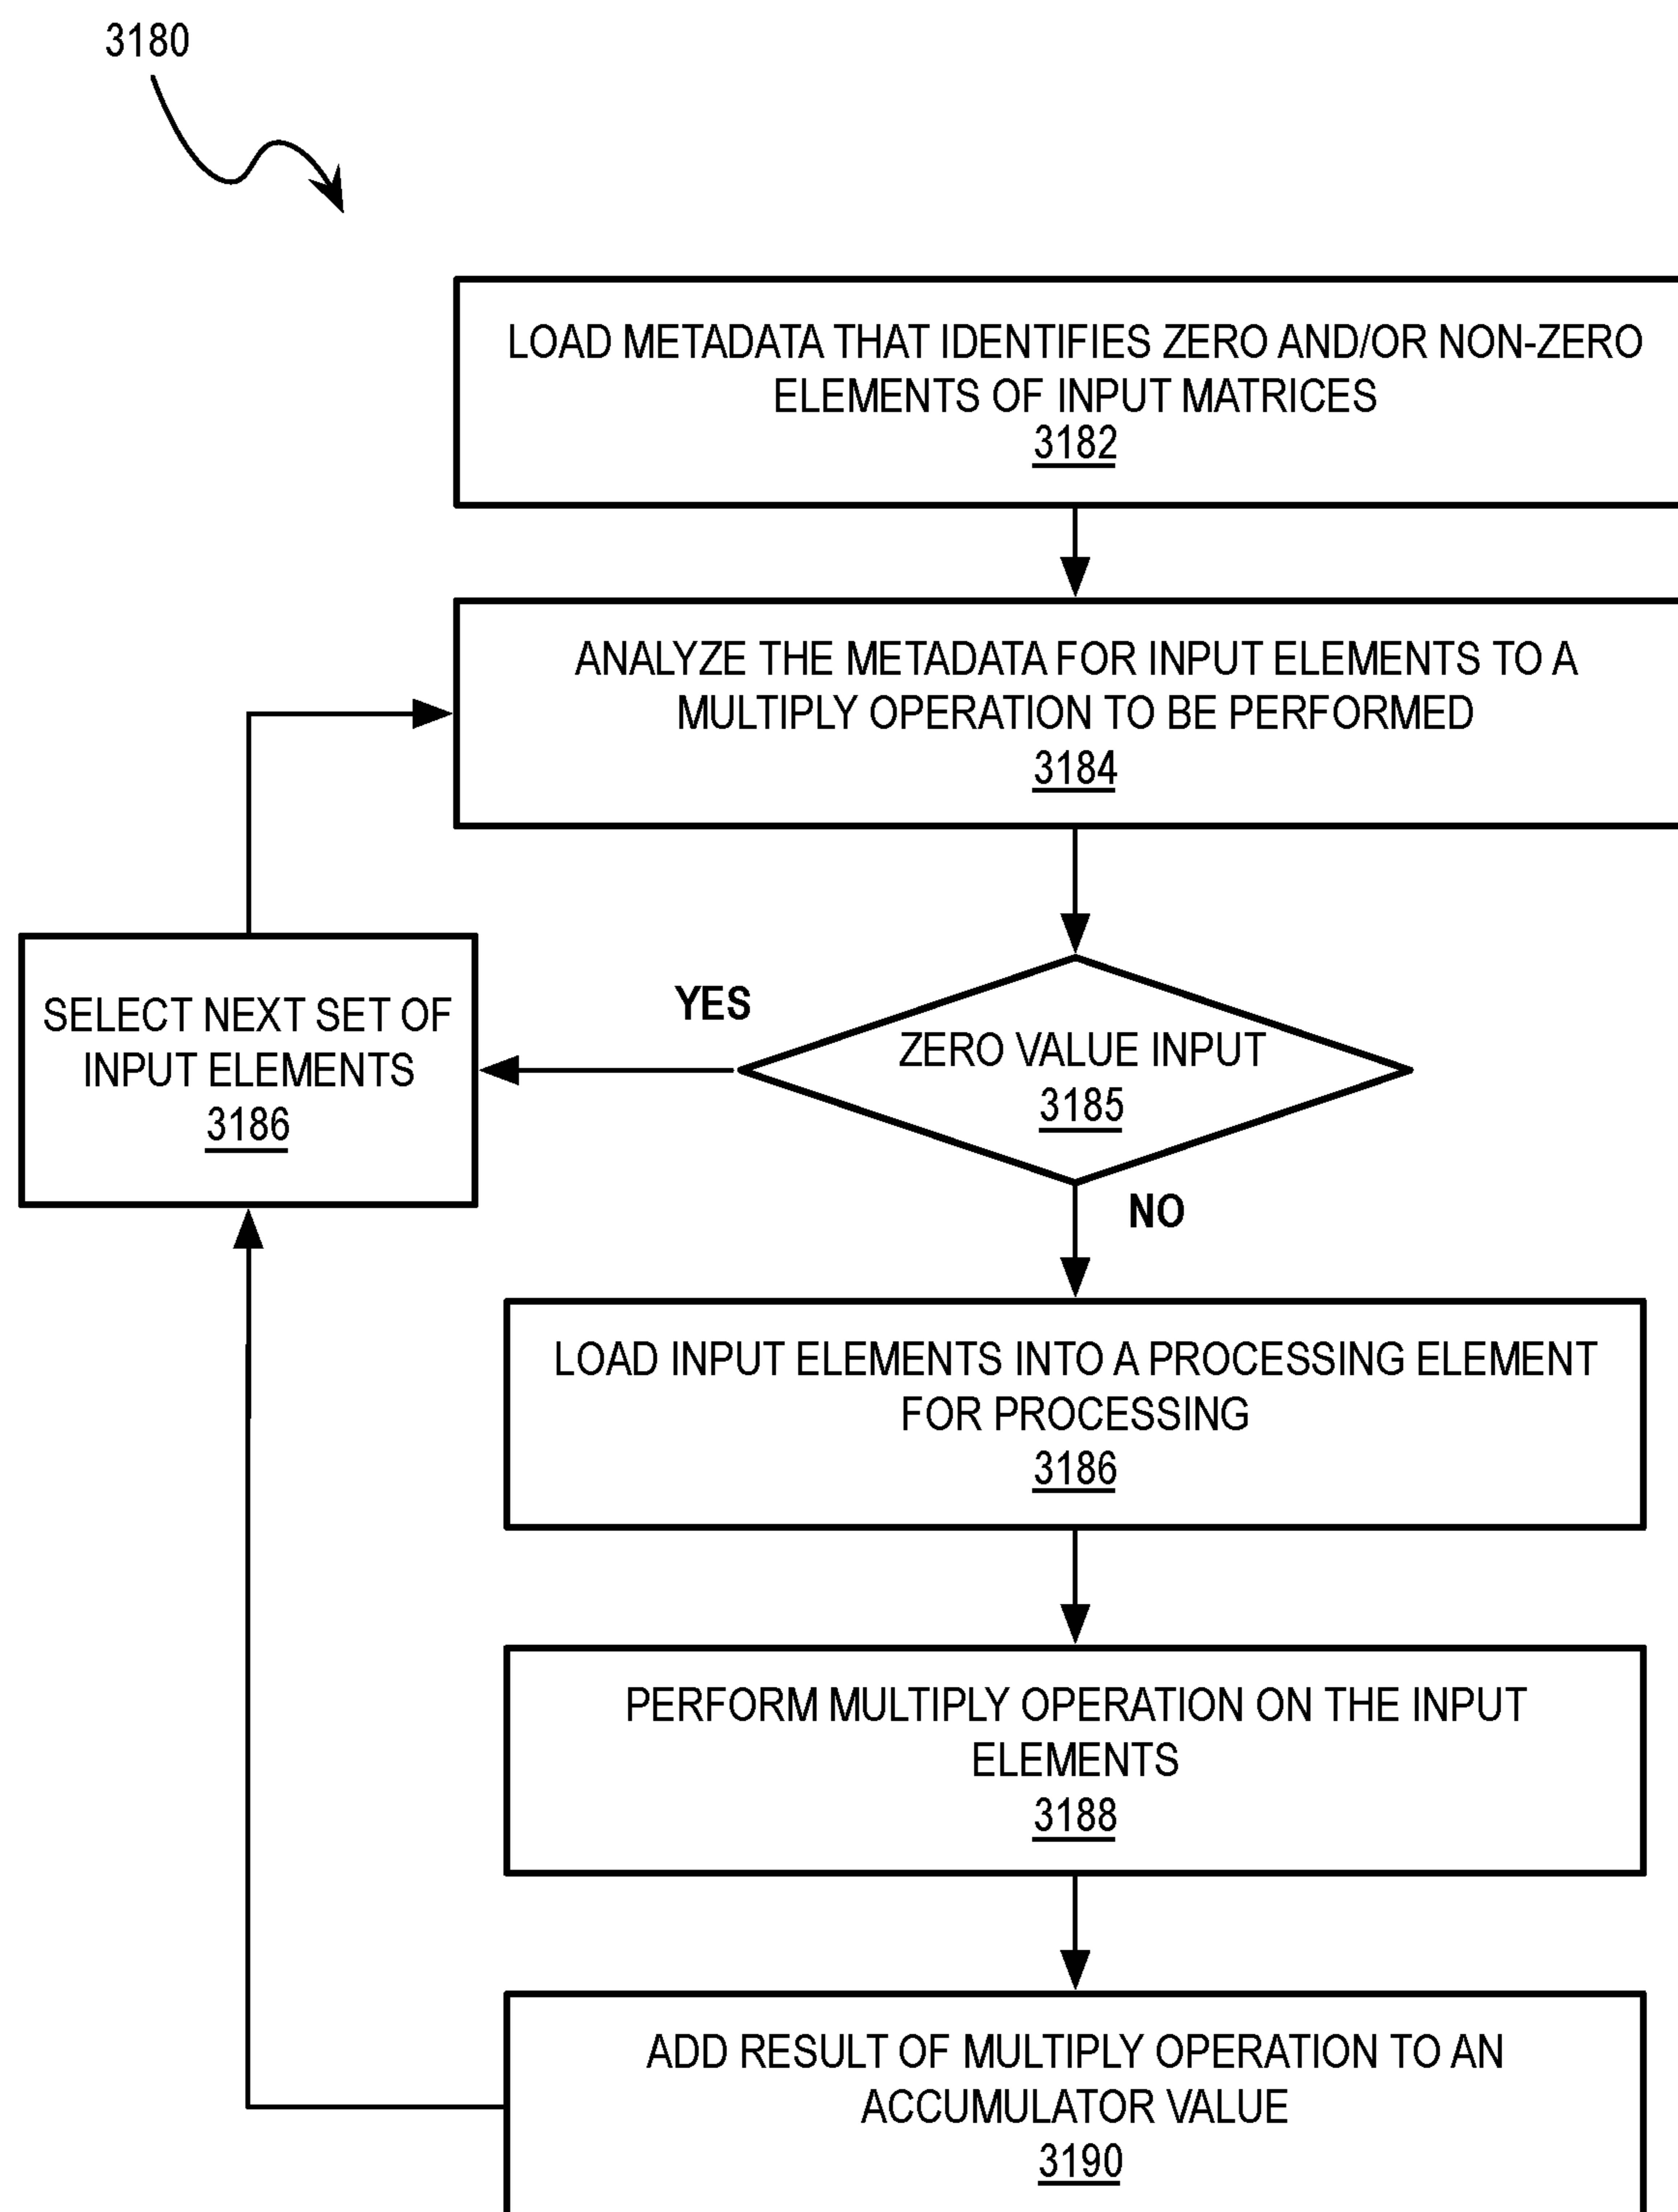 3180
LOAD METADATA THAT IDENTIFIES ZERO AND/OR NON-ZERO
ELEMENTS OF INPUT MATRICES
3182
ANALYZE THE METADATA FOR INPUT ELEMENTS TO A
MULTIPLY OPERATION TO BE PERFORMED
3184
SELECT NEXT SET OF
INPUT ELEMENTS
3186
YES
ZERO VALUE INPUT
3185
NO
LOAD INPUT ELEMENTS INTO A PROCESSING ELEMENT
FOR PROCESSING
3186
PERFORM MULTIPLY OPERATION ON THE INPUT
ELEMENTS
3188
ADD RESULT OF MULTIPLY OPERATION TO AN
ACCUMULATOR VALUE
3190